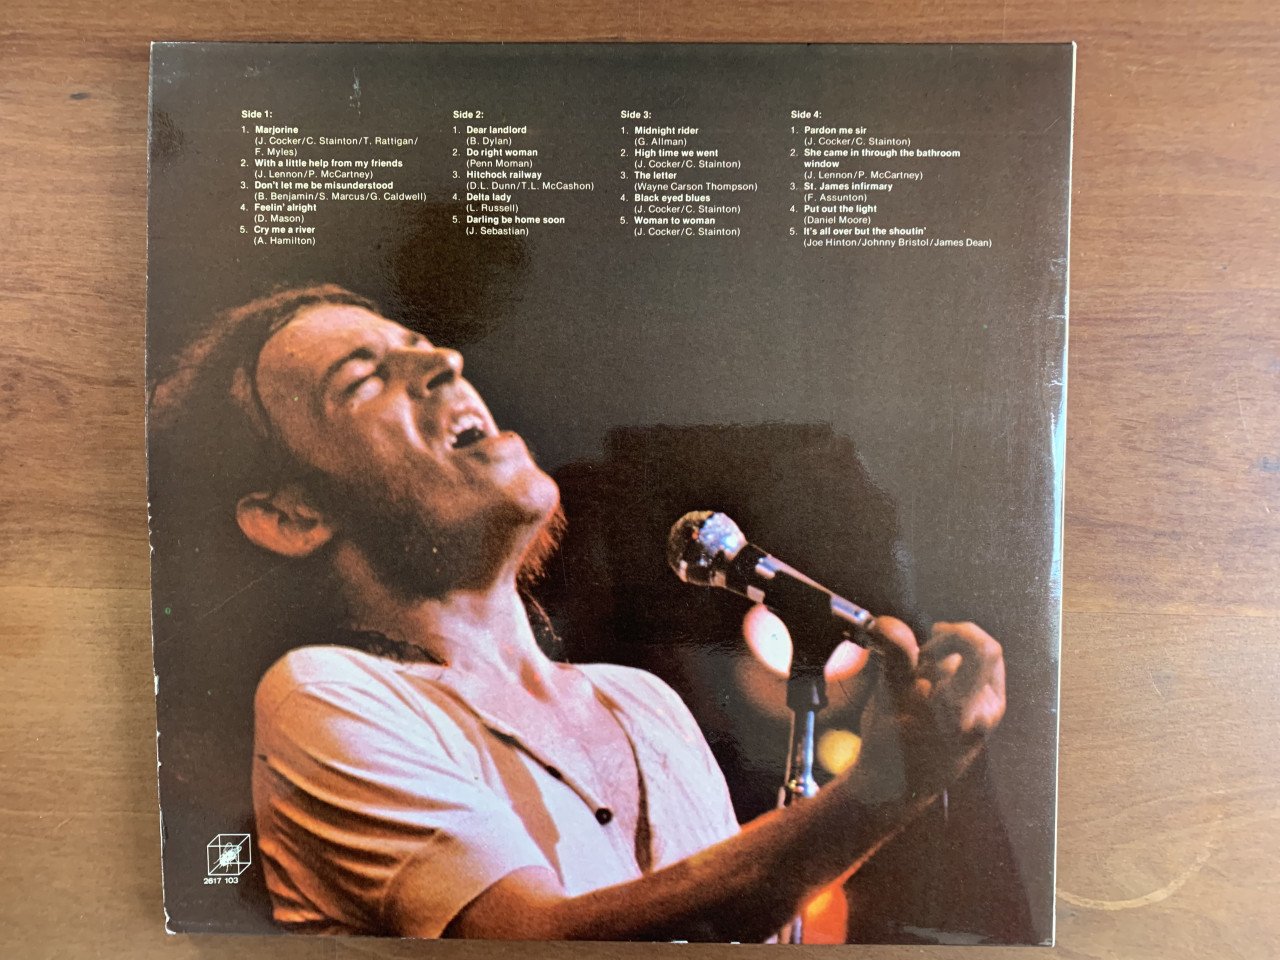 Side 1:
1. Marjorine
(J. Cocker/C. Stainton/T. Rattigan/
F. Myles)
2. With a little help from my friends
(J. Lennon/P. McCartney)
3. Don't let me be misunderstood
(B. Benjamin/S. Marcus/G. Caldwell)
4. Feelin' alright
(D. Mason)
5. Cry me a river
(A. Hamilton)
Side 2:
1. Dear landlord
(B. Dylan)
2. Do right woman
(Penn Moman)
3. Hitchock railway
(D.L. Dunn/T.L. McCashon)
4. Delta lady
(L. Russell)
5. Darling be home soon
(J. Sebastian)
Side 3:
1. Midnight rider
(G. Allman)
2. High time we went
(J. Cocker/C. Stainton)
3. The letter
(Wayne Carson Thompson)
4. Black eyed blues
(J. Cocker/C. Stainton)
5. Woman to woman
(J. Cocker/C. Stainton)
Side 4:
1. Pardon me sir
(J. Cocker/C. Stainton)
2. She came in through the bathroom
window
(J. Lennon/P. McCartney)
3. St. James infirmary
(F. Assunton)
4. Put out the light
(Daniel Moore)
5. It's all over but the shoutin'
(Joe Hinton/Johnny Bristol/James Dean)
2617 103